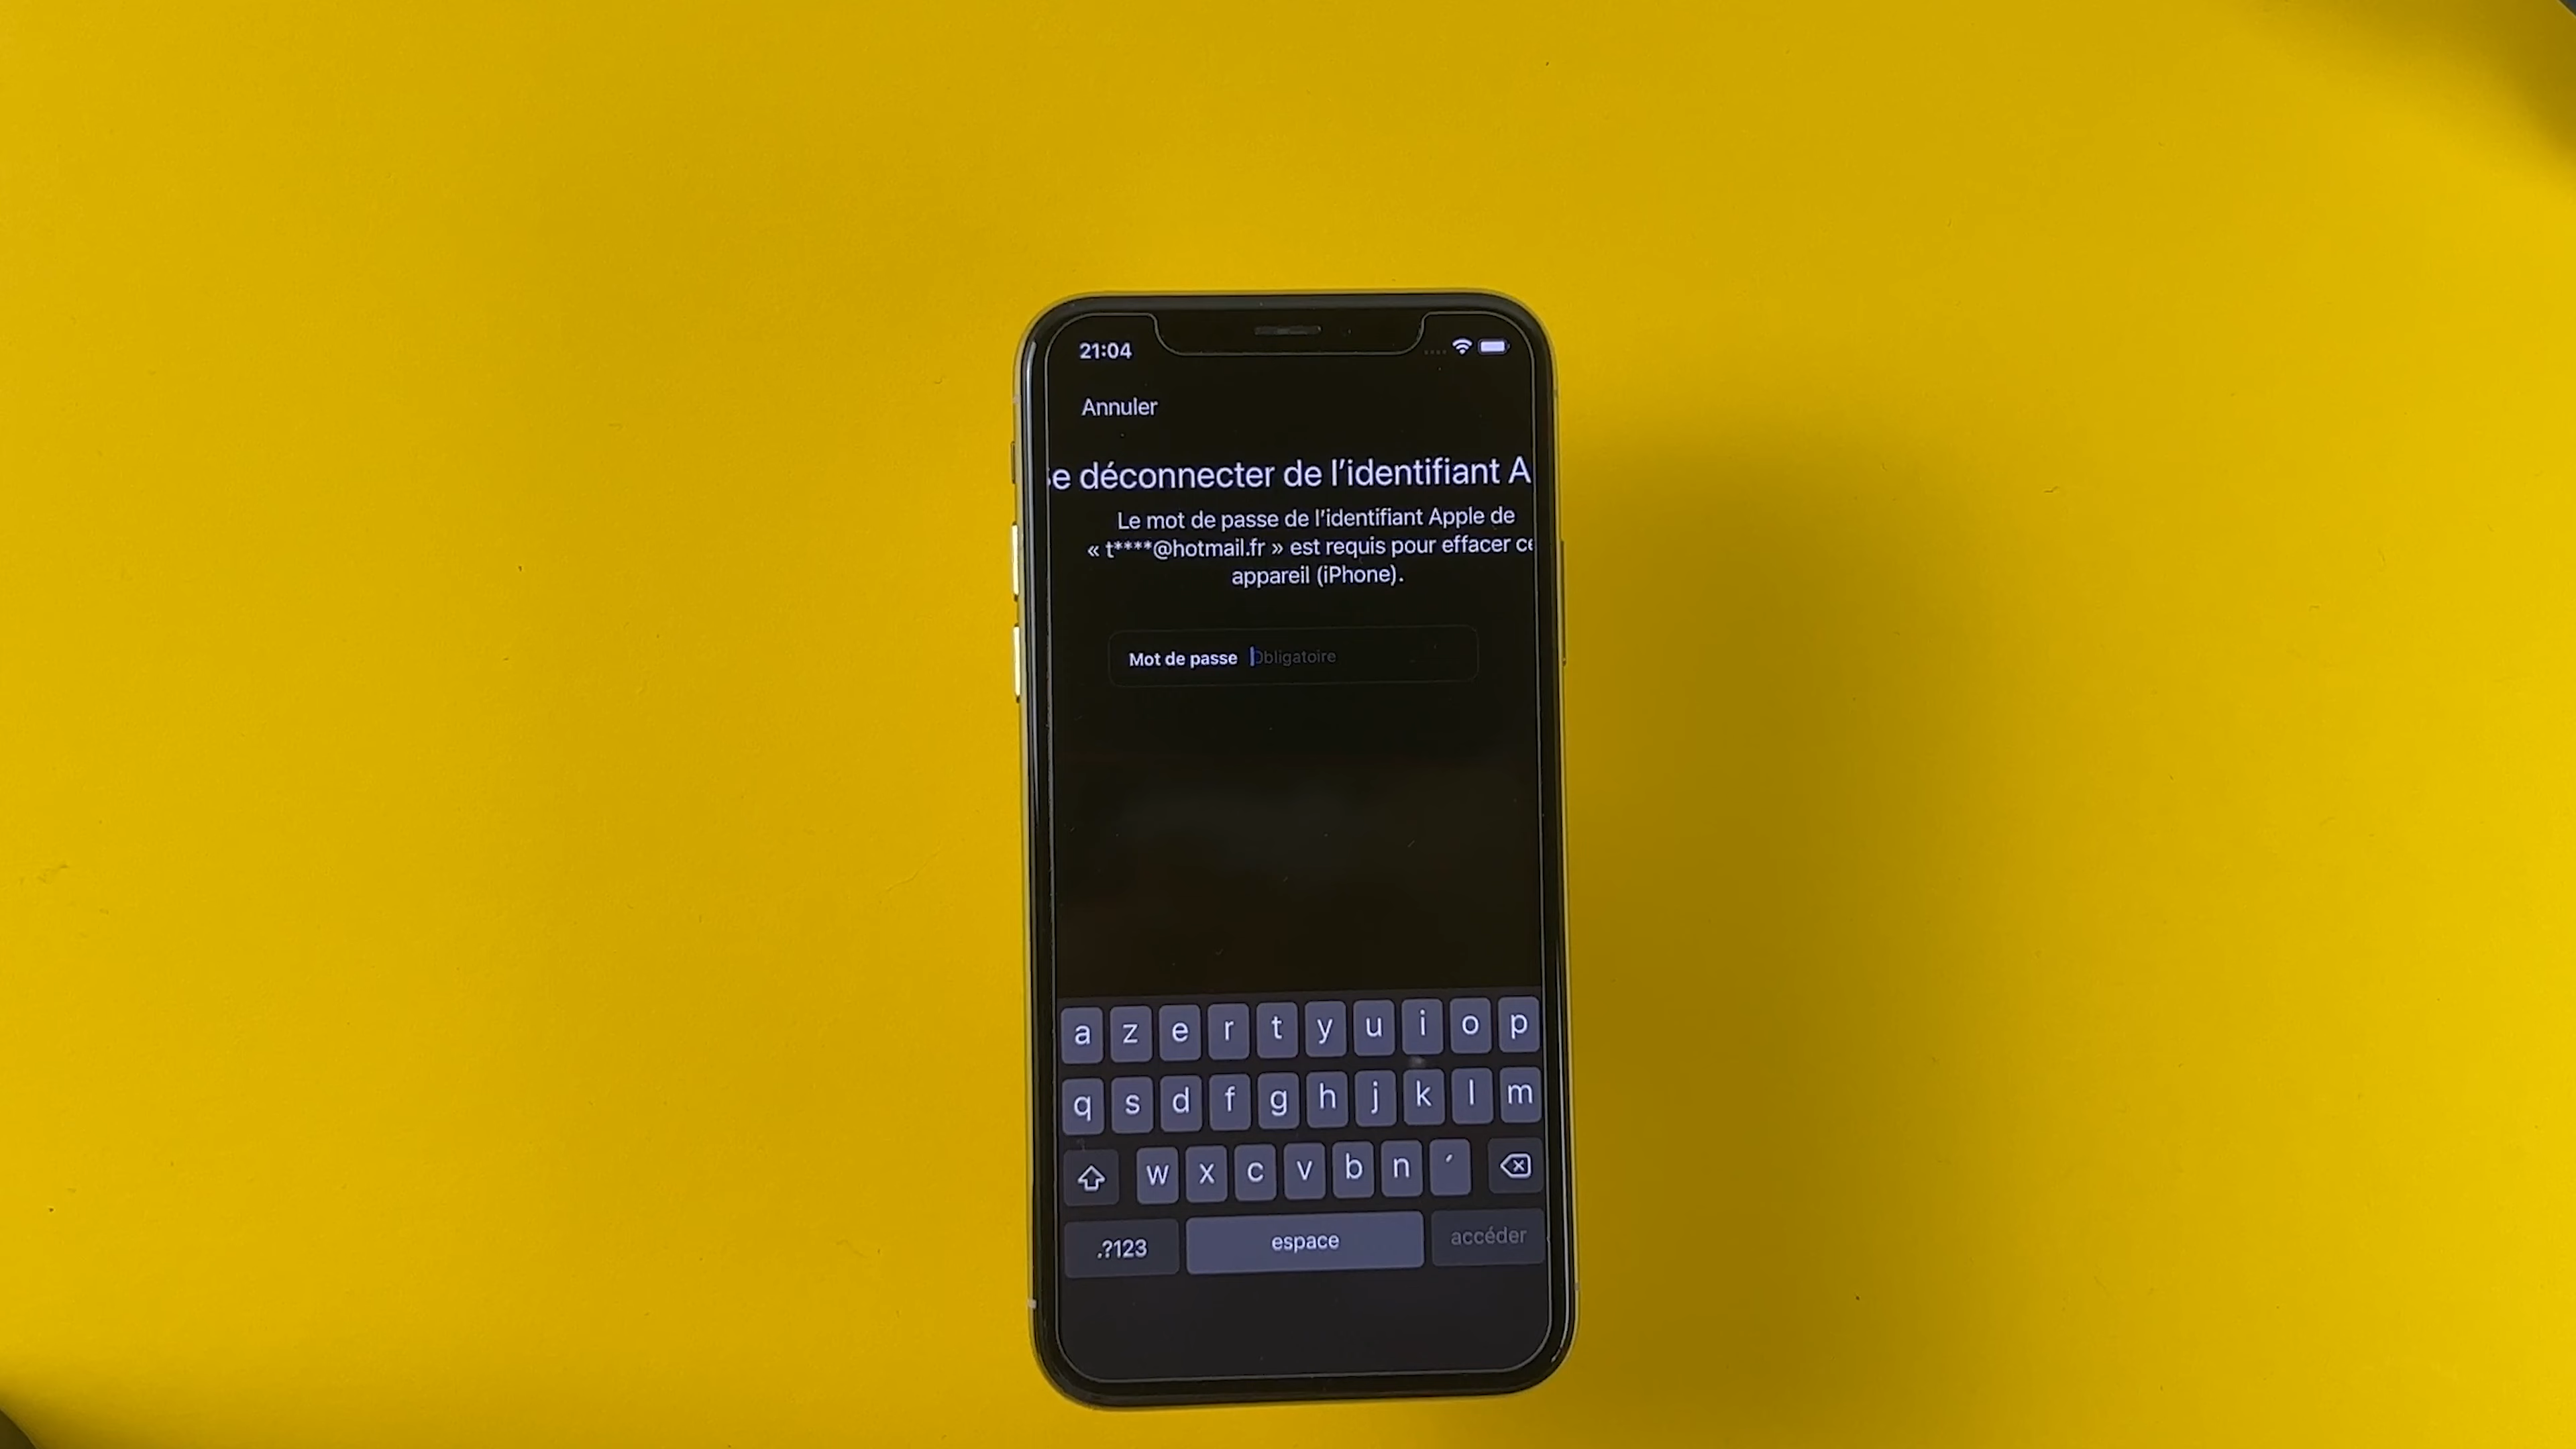 21:04
Annuler
e déconnecter de l'identifiant A
Le mot de passe de l'identifiant Apple de
« t****@hotmail.fr » est requis pour effacer ce
appareil (iPhone).
Mot de passe Obligatoire
a z e r t y u i o p
q s d f g h j k l m
w x c v b n ´
.?123 espace accéder